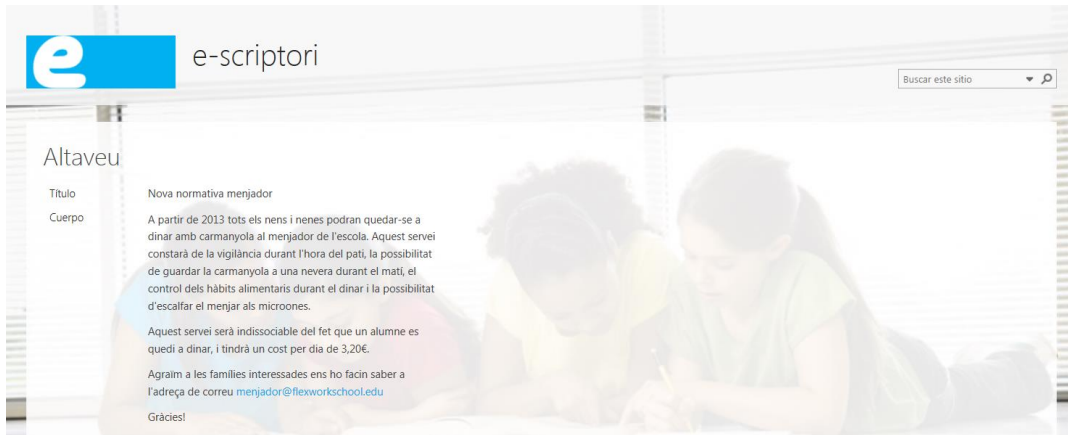 e
e-scriptori
Buscar este sitio
Altaveu
Título
Nova normativa menjador
Cuerpo
A partir de 2013 tots els nens i nenes podran quedar-se a
dinar amb carmanyola al menjador de l'escola. Aquest servei
constarà de la vigilància durant l'hora del pati, la possibilitat
de guardar la carmanyola a una nevera durant el matí, el
control dels hàbits alimentaris durant el dinar i la possibilitat
d'escalfar el menjar als microones.
Aquest servei serà indissociable del fet que un alumne es
quedi a dinar, i tindrà un cost per dia de 3,20€.
Agraïm a les famílies interessades ens ho facin saber a
l'adreça de correu menjador@flexworkschool.edu
Gràcies!